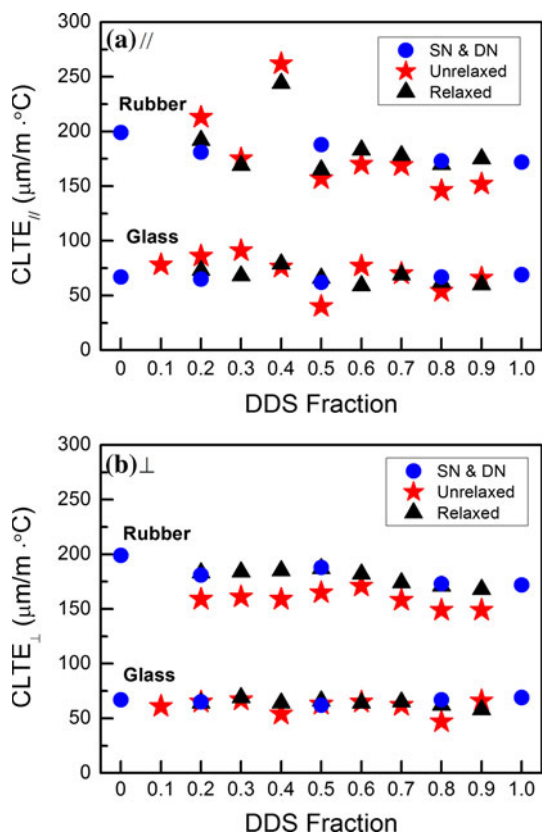 (a)//
SN & DN
Unrelaxed
Relaxed
Rubber
Glass
CLTE// (μm/m·°C)
300
250
200
150
100
50
0
0 0.1 0.2 0.3 0.4 0.5 0.6 0.7 0.8 0.9 1.0
DDS Fraction
(b)⊥
SN & DN
Unrelaxed
Relaxed
Rubber
Glass
CLTE⊥ (μm/m·°C)
300
250
200
150
100
50
0
0 0.1 0.2 0.3 0.4 0.5 0.6 0.7 0.8 0.9 1.0
DDS Fraction